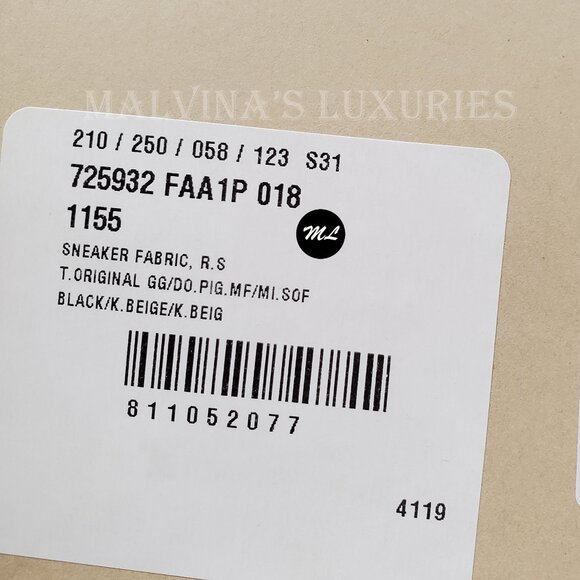 MALVINA'S LUXURIES
210 / 250 / 058 / 123 S31
725932 FAA1P 018
1155
ML
SNEAKER FABRIC, R.S
T.ORIGINAL GG/DO.PIG.MF/MI.SOF
BLACK/K.BEIGE/K.BEIG
811052077
4119